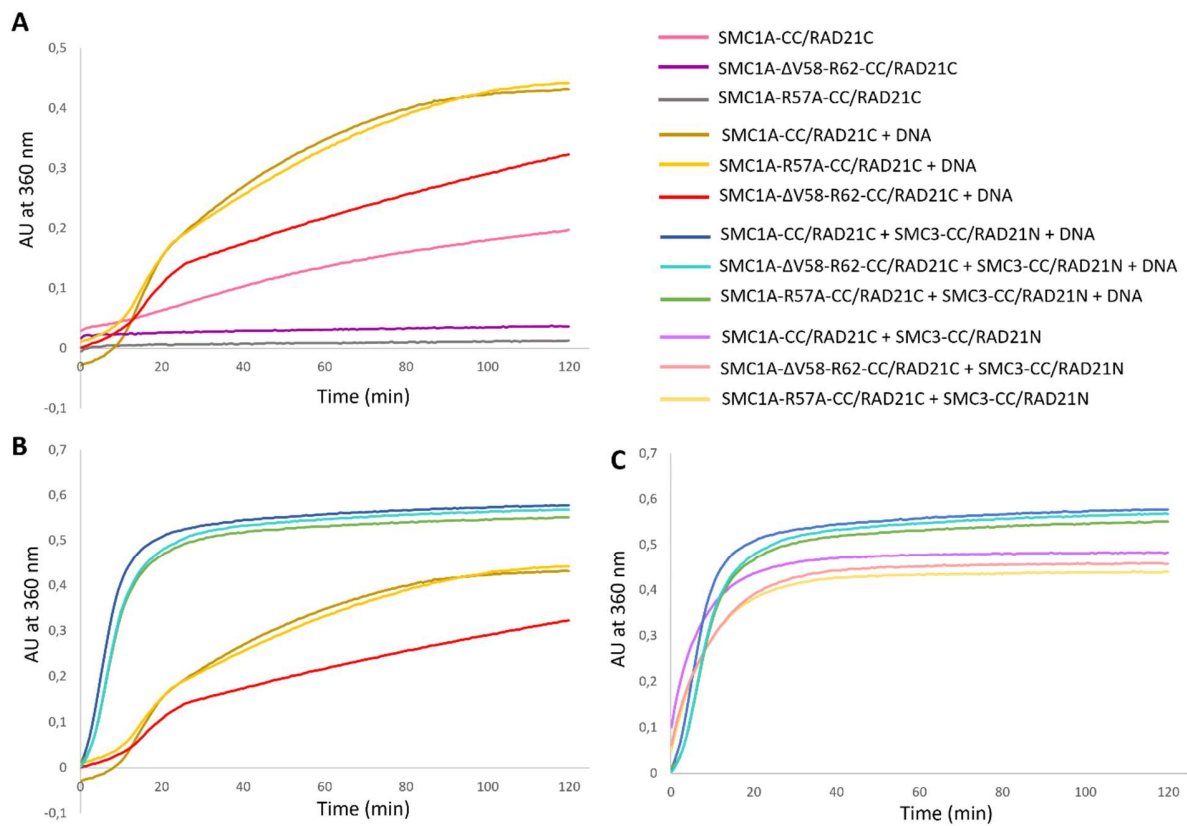 A
0,5
0,4
0,3
0,2
0,1
0
-0,1
AU at 360 nm
0 20 40 60 80 100 120
Time (min)
SMC1A-CC/RAD21C
SMC1A-ΔV58-R62-CC/RAD21C
SMC1A-R57A-CC/RAD21C
SMC1A-CC/RAD21C + DNA
SMC1A-R57A-CC/RAD21C + DNA
SMC1A-ΔV58-R62-CC/RAD21C + DNA
SMC1A-CC/RAD21C + SMC3-CC/RAD21N + DNA
SMC1A-ΔV58-R62-CC/RAD21C + SMC3-CC/RAD21N + DNA
SMC1A-R57A-CC/RAD21C + SMC3-CC/RAD21N + DNA
SMC1A-CC/RAD21C + SMC3-CC/RAD21N
SMC1A-ΔV58-R62-CC/RAD21C + SMC3-CC/RAD21N
SMC1A-R57A-CC/RAD21C + SMC3-CC/RAD21N
B
0,7
0,6
0,5
0,4
0,3
0,2
0,1
0
-0,1
AU at 360 nm
0 20 40 60 80 100 120
Time (min)
C
0,7
0,6
0,5
0,4
0,3
0,2
0,1
0
AU at 360 nm
0 20 40 60 80 100 120
Time (min)